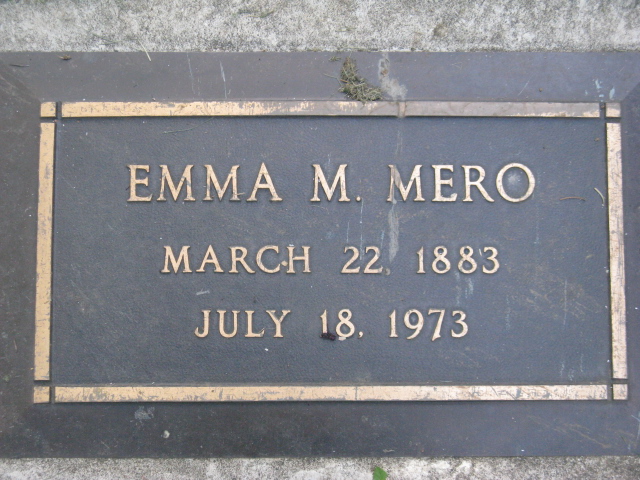 EMMA M. MERO
MARCH 22, 1883
JULY 18, 1973